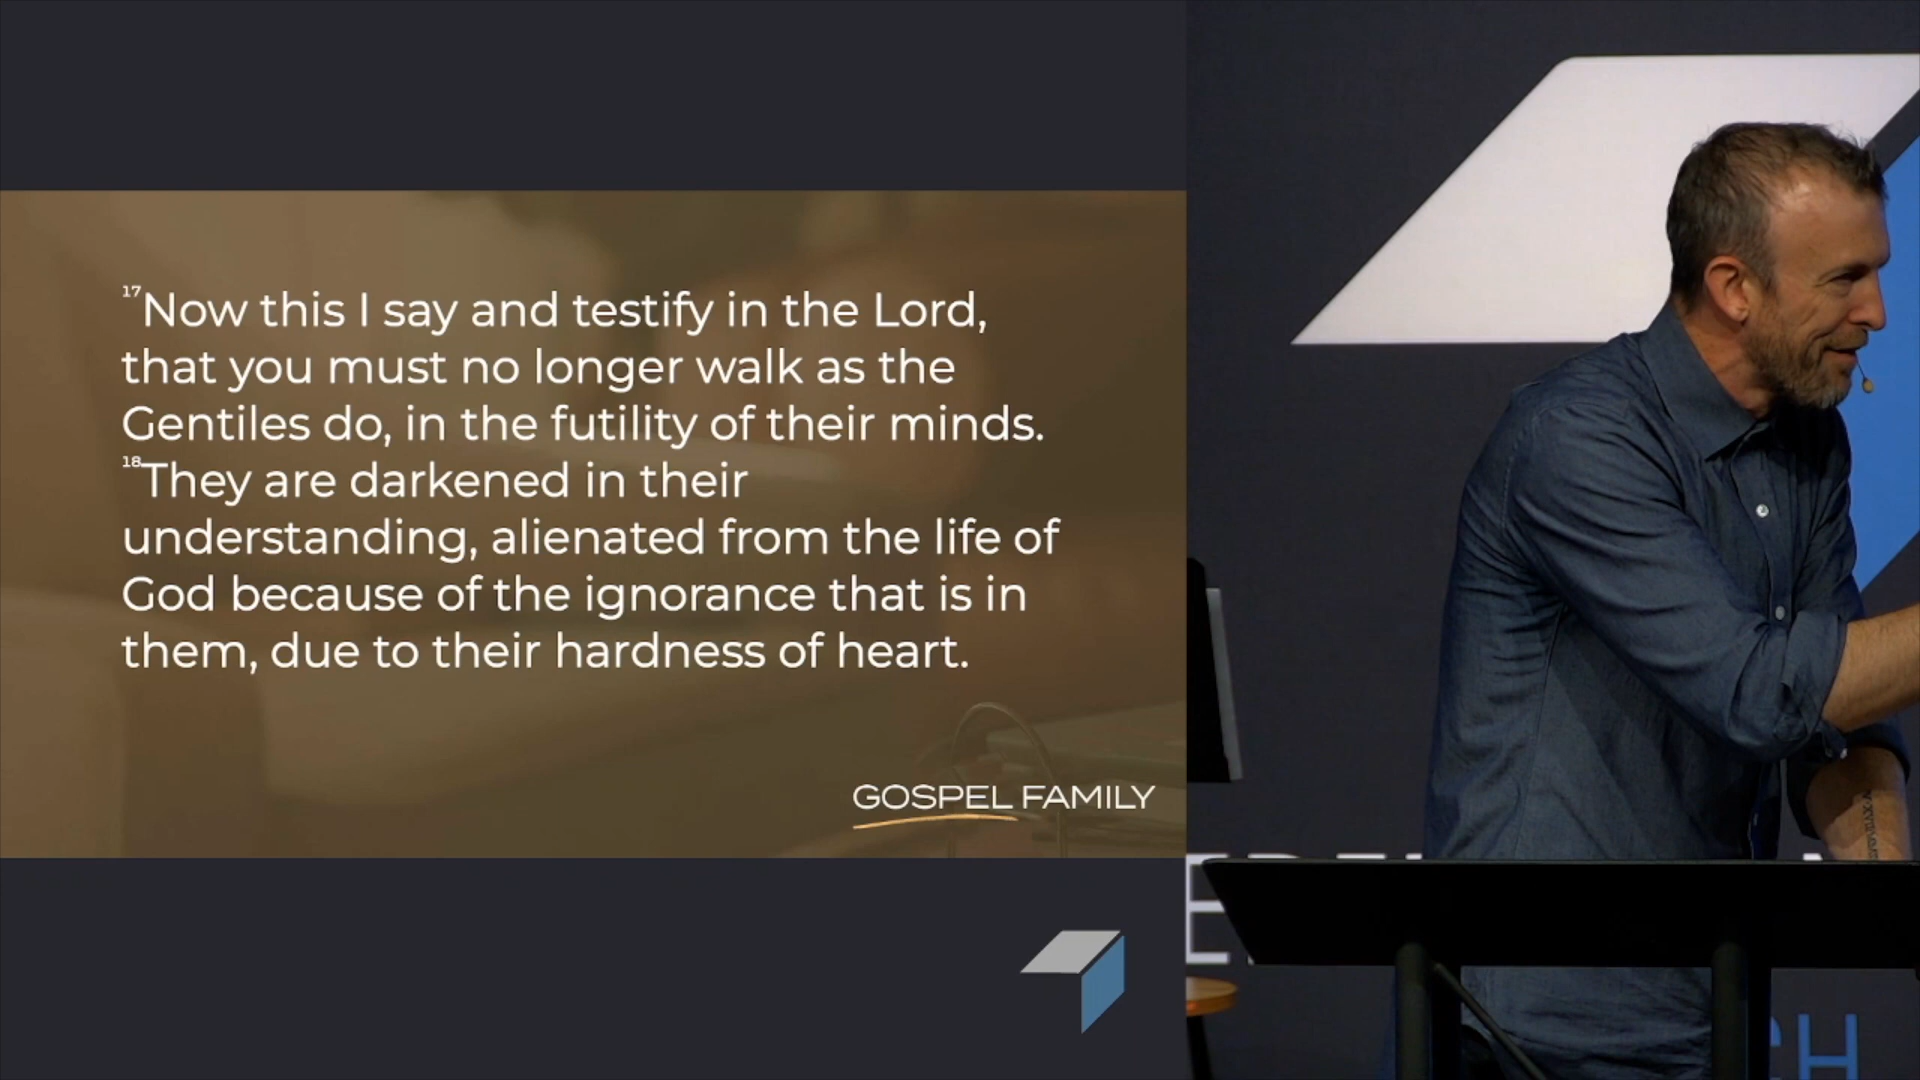 17Now this I say and testify in the Lord,
that you must no longer walk as the
Gentiles do, in the futility of their minds.
18They are darkened in their
understanding, alienated from the life of
God because of the ignorance that is in
them, due to their hardness of heart.
GOSPEL FAMILY